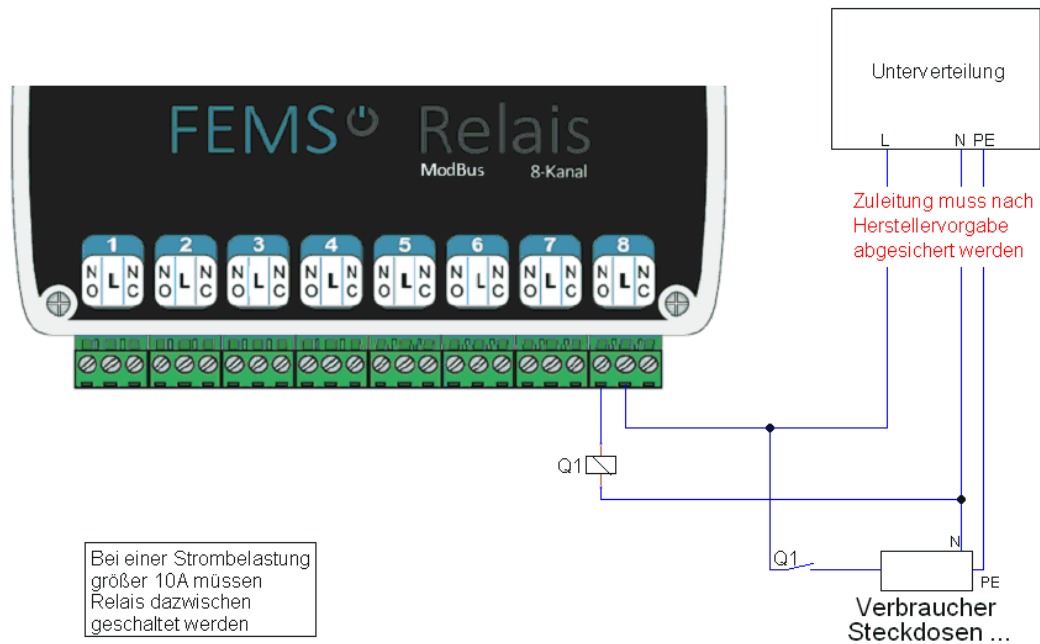 Unterverteilung
L N PE
FEMS Relais
ModBus 8-Kanal
Zuleitung muss nach
Herstellervorgabe
abgesichert werden
1 2 3 4 5 6 7 8
NO L NC NO L NC NO L NC NO L NC NO L NC NO L NC NO L NC NO L NC
Q1
Bei einer Strombelastung
größer 10A müssen
Relais dazwischen
geschaltet werden
N
Q1
PE
Verbraucher
Steckdosen ...